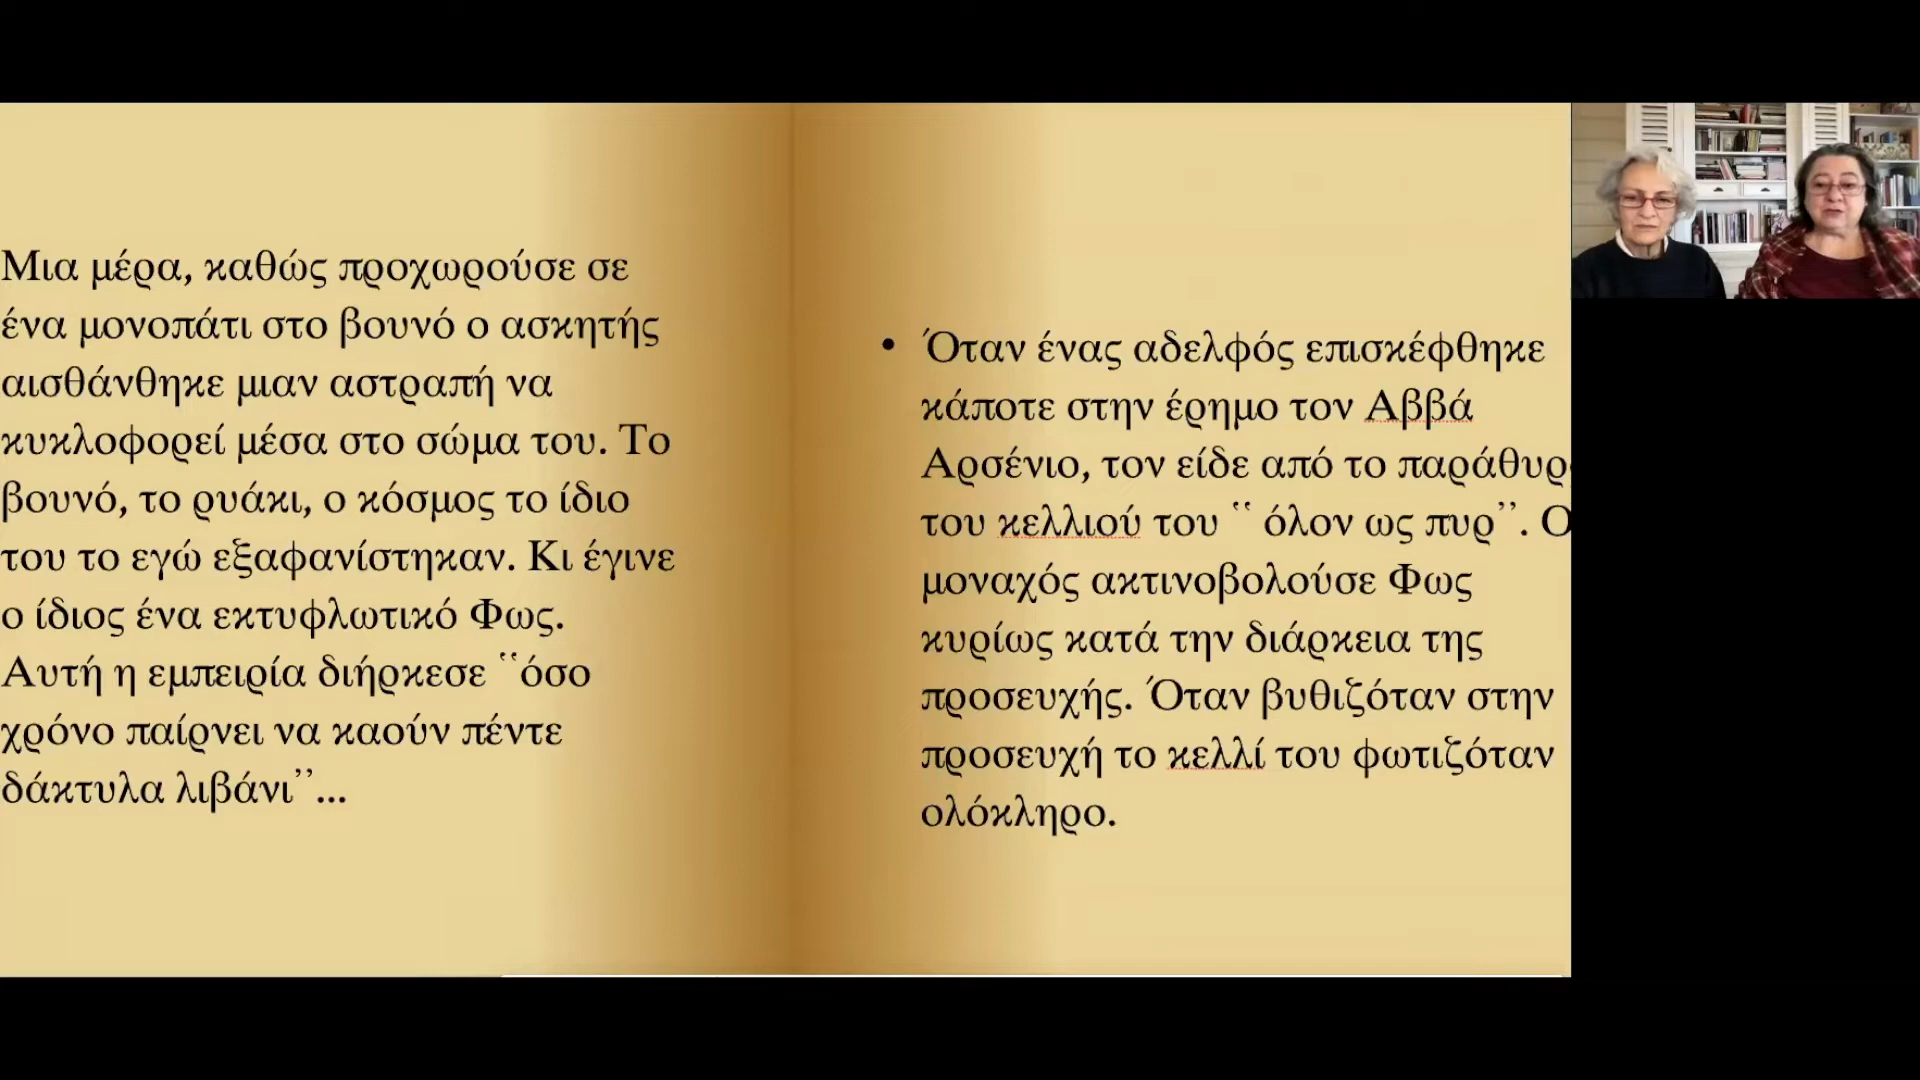 Μια μέρα, καθώς προχωρούσε σε
ένα μονοπάτι στο βουνό ο ασκητής
αισθάνθηκε μιαν αστραπή να
κυκλοφορεί μέσα στο σώμα του. Το
βουνό, το ρυάκι, ο κόσμος το ίδιο
του το εγώ εξαφανίστηκαν. Κι έγινε
ο ίδιος ένα εκτυφλωτικό Φως.
Αυτή η εμπειρία διήρκεσε ‟όσο
χρόνο παίρνει να καούν πέντε
δάκτυλα λιβάνι”...
• Όταν ένας αδελφός επισκέφθηκε
κάποτε στην έρημο τον Αββά
Αρσένιο, τον είδε από το
του κελλιού του ‟ όλον ως πυρ”. Ο
μοναχός ακτινοβολούσε Φως
κυρίως κατά την διάρκεια της
προσευχής. Όταν βυθιζόταν στην
προσευχή το κελλί του φωτιζόταν
ολόκληρο.